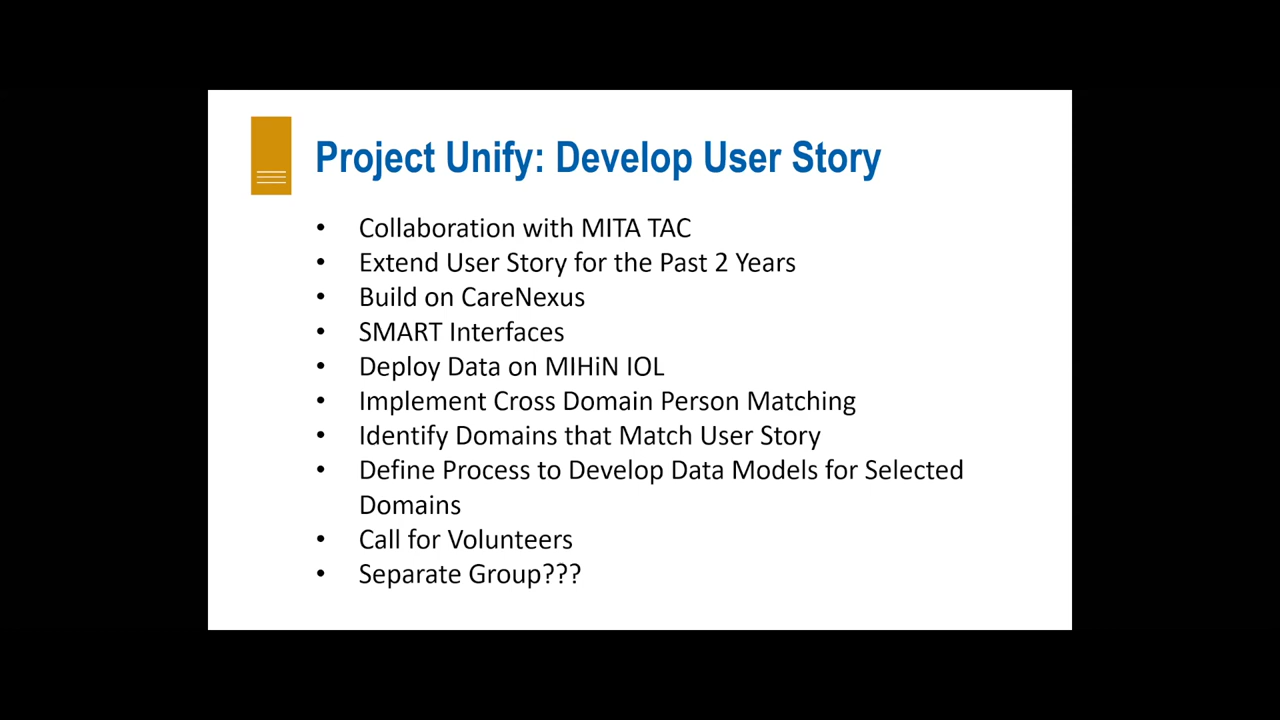 Project Unify: Develop User Story
• Collaboration with MITA TAC
• Extend User Story for the Past 2 Years
• Build on CareNexus
• SMART Interfaces
• Deploy Data on MIHiN IOL
• Implement Cross Domain Person Matching
• Identify Domains that Match User Story
• Define Process to Develop Data Models for Selected
Domains
• Call for Volunteers
• Separate Group???